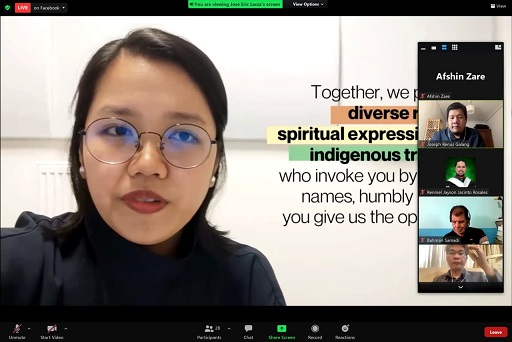 LIVE on Facebook
You are viewing Jose Eric Lacsa's screen
View Options
View
Together, we p
diverse r
spiritual expressi
indigenous tr
who invoke you by
names, humbly
you give us the op
Afshin Zare
Afshin Zare
Joseph Renus Galang
Renniel Jayson Jacinto Rosales
Bahman Samadi
Unmute
Start Video
Participants
28
Chat
Share Screen
Record
Reactions
Leave